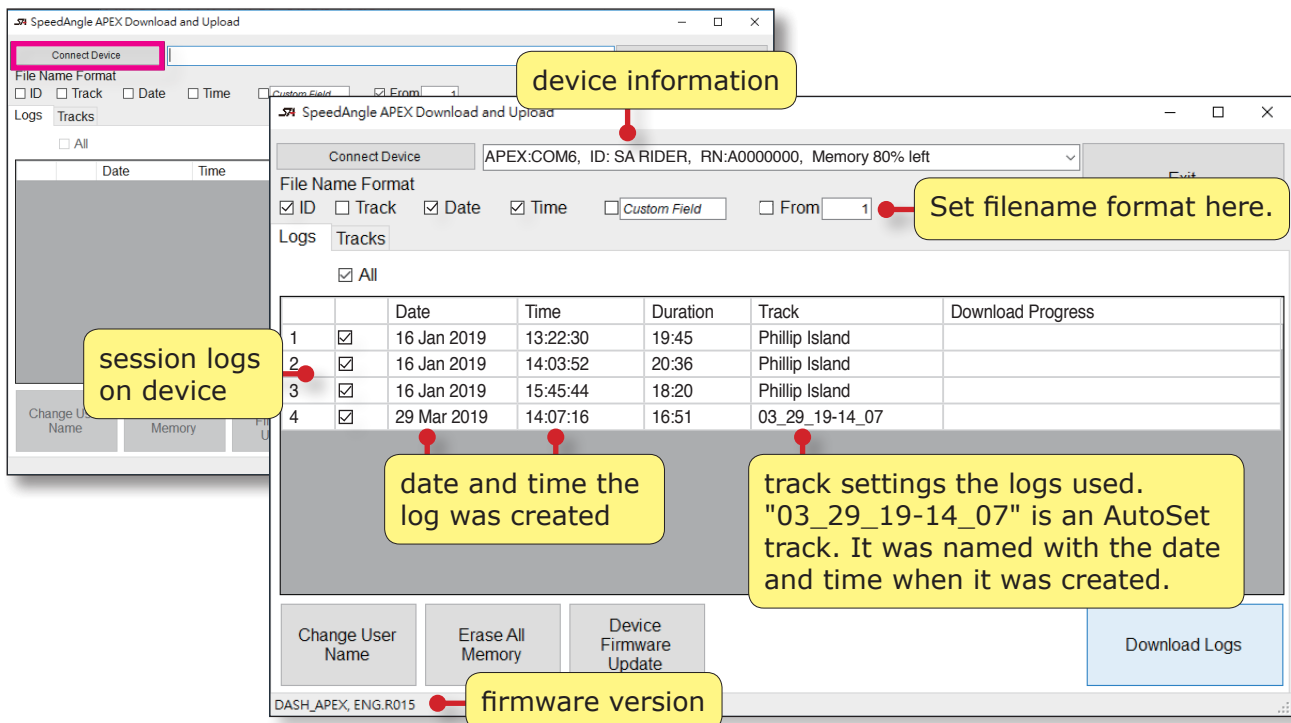 SpeedAngle APEX Download and Upload
Connect Device
File Name Format
ID Track Date Time Custom Field From 1
Logs Tracks
All
Date Time
Change User
Name
Memory
device information
SpeedAngle APEX Download and Upload
Connect Device APEX:COM6, ID: SA RIDER, RN:A0000000, Memory 80% left
Exit
File Name Format
ID Track Date Time Custom Field From 1
Set filename format here.
Logs Tracks
All
Date Time Duration Track Download Progress
1 16 Jan 2019 13:22:30 19:45 Phillip Island
2 16 Jan 2019 14:03:52 20:36 Phillip Island
3 16 Jan 2019 15:45:44 18:20 Phillip Island
4 29 Mar 2019 14:07:16 16:51 03_29_19-14_07
session logs
on device
date and time the
log was created
track settings the logs used.
"03_29_19-14_07" is an AutoSet
track. It was named with the date
and time when it was created.
Change User
Name
Erase All
Memory
Device
Firmware
Update
Download Logs
DASH_APEX, ENG.R015
firmware version